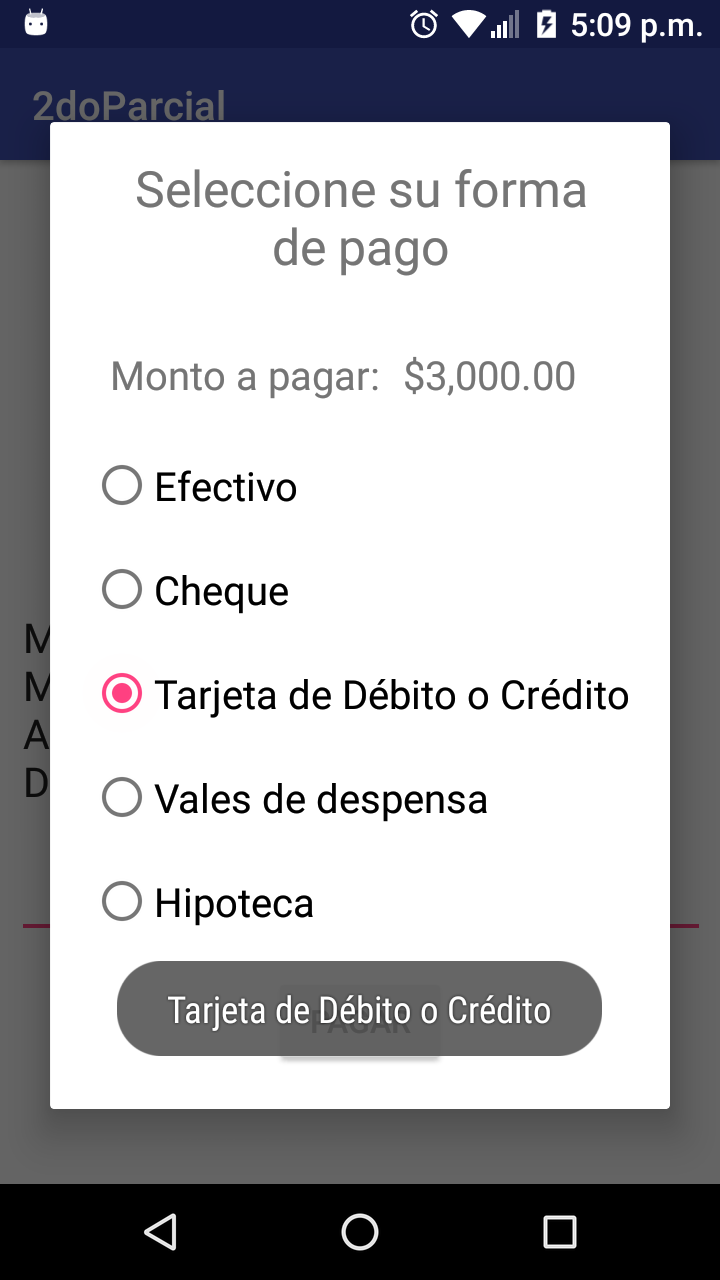 5:09 p.m.
2doParcial
Seleccione su forma
de pago
Monto a pagar: $3,000.00
Efectivo
Cheque
Tarjeta de Débito o Crédito
Vales de despensa
Hipoteca
Tarjeta de Débito o Crédito
PAGAR